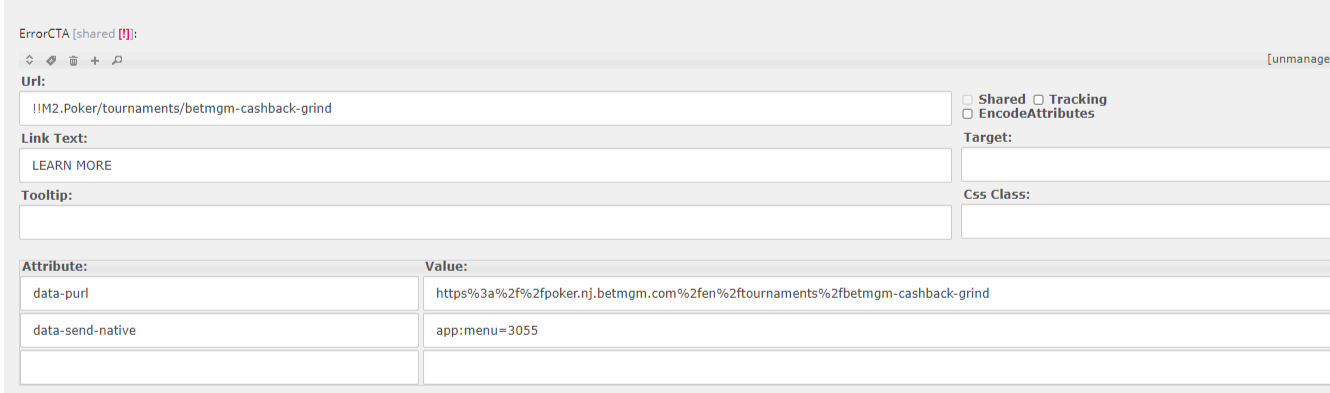 ErrorCTA [shared [!]]:
[unmanage
Url:
!!M2.Poker/tournaments/betmgm-cashback-grind
Shared Tracking
EncodeAttributes
Link Text:
Target:
LEARN MORE
Tooltip:
Css Class:
Attribute: Value:
data-purl https%3a%2f%2fpoker.nj.betmgm.com%2fen%2ftournaments%2fbetmgm-cashback-grind
data-send-native app:menu=3055